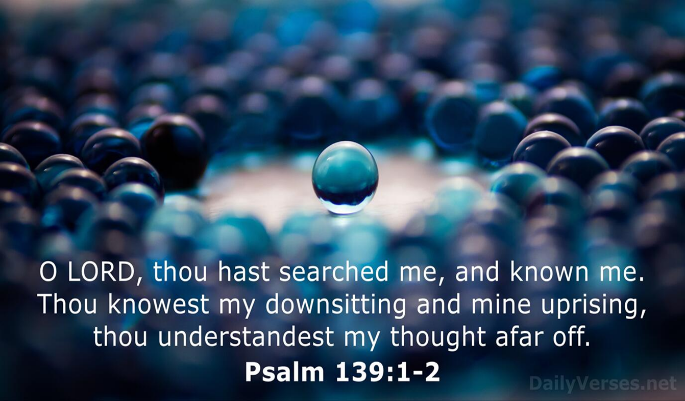 O LORD, thou hast searched me, and known me.
Thou knowest my downsitting and mine uprising,
thou understandest my thought afar off.
Psalm 139:1-2
DailyVerses.net